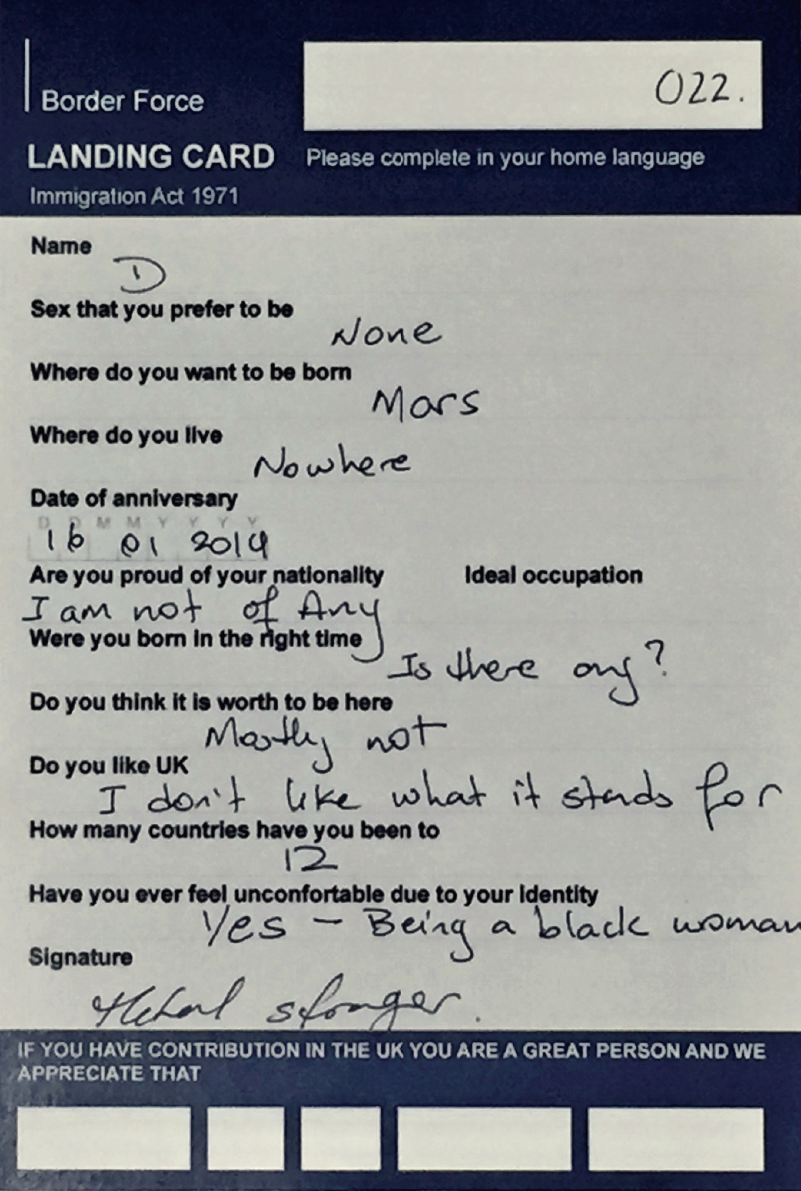 022.
Border Force
LANDING CARD Please complete in your home language
Immigration Act 1971
Name
D
Sex that you prefer to be
None
Where do you want to be born
Mars
Where do you live
Nowhere
Date of anniversary
D D M M Y Y Y Y
16 01 2019
Are you proud of your nationality Ideal occupation
I am not of Any
Were you born in the right time
Is there any?
Do you think it is worth to be here
Mostly not
Do you like UK
I don't like what it stands for
How many countries have you been to
12
Have you ever feel unconfortable due to your identity
Yes - Being a black woman
Signature
IF YOU HAVE CONTRIBUTION IN THE UK YOU ARE A GREAT PERSON AND WE
APPRECIATE THAT